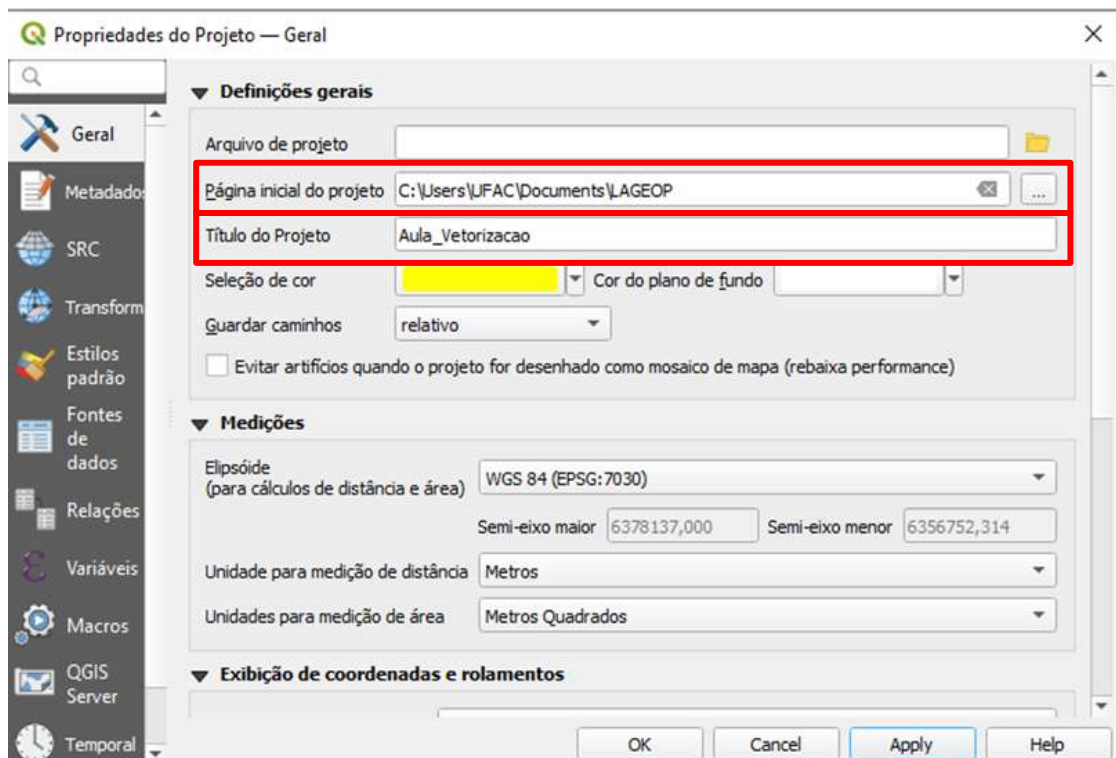 Propriedades do Projeto — Geral
Geral
Metadados
SRC
Transform
Estilos
padrão
Fontes
de
dados
Relações
Variáveis
Macros
QGIS
Server
Temporal
Definições gerais
Arquivo de projeto
Página inicial do projeto C:\Users\UFAC\Documents\LAGEOP ...
Título do Projeto Aula_Vetorizacao
Seleção de cor Cor do plano de fundo
Guardar caminhos relativo
Evitar artifícios quando o projeto for desenhado como mosaico de mapa (rebaixa performance)
Medições
Elipsóide
(para cálculos de distância e área) WGS 84 (EPSG:7030)
Semi-eixo maior 6378137,000 Semi-eixo menor 6356752,314
Unidade para medição de distância Metros
Unidades para medição de área Metros Quadrados
Exibição de coordenadas e rolamentos
OK Cancel Apply Help